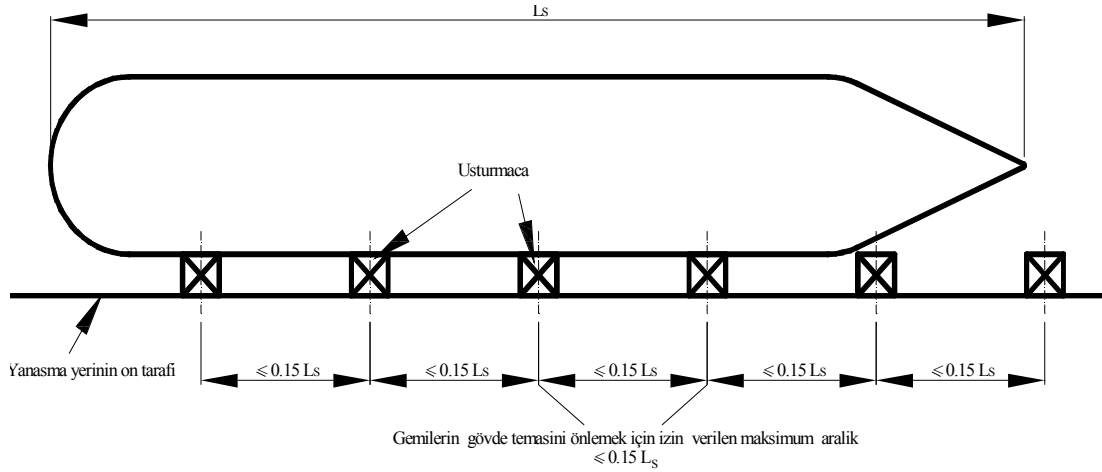 Ls
Usturmaca
Yanasma yerinin on tarafi
≤ 0.15 Ls
≤ 0.15 Ls
≤ 0.15 Ls
≤ 0.15 Ls
≤ 0.15 Ls
Gemilerin gövde temasini önlemek için izin verilen maksimum aralik
≤ 0.15 LS